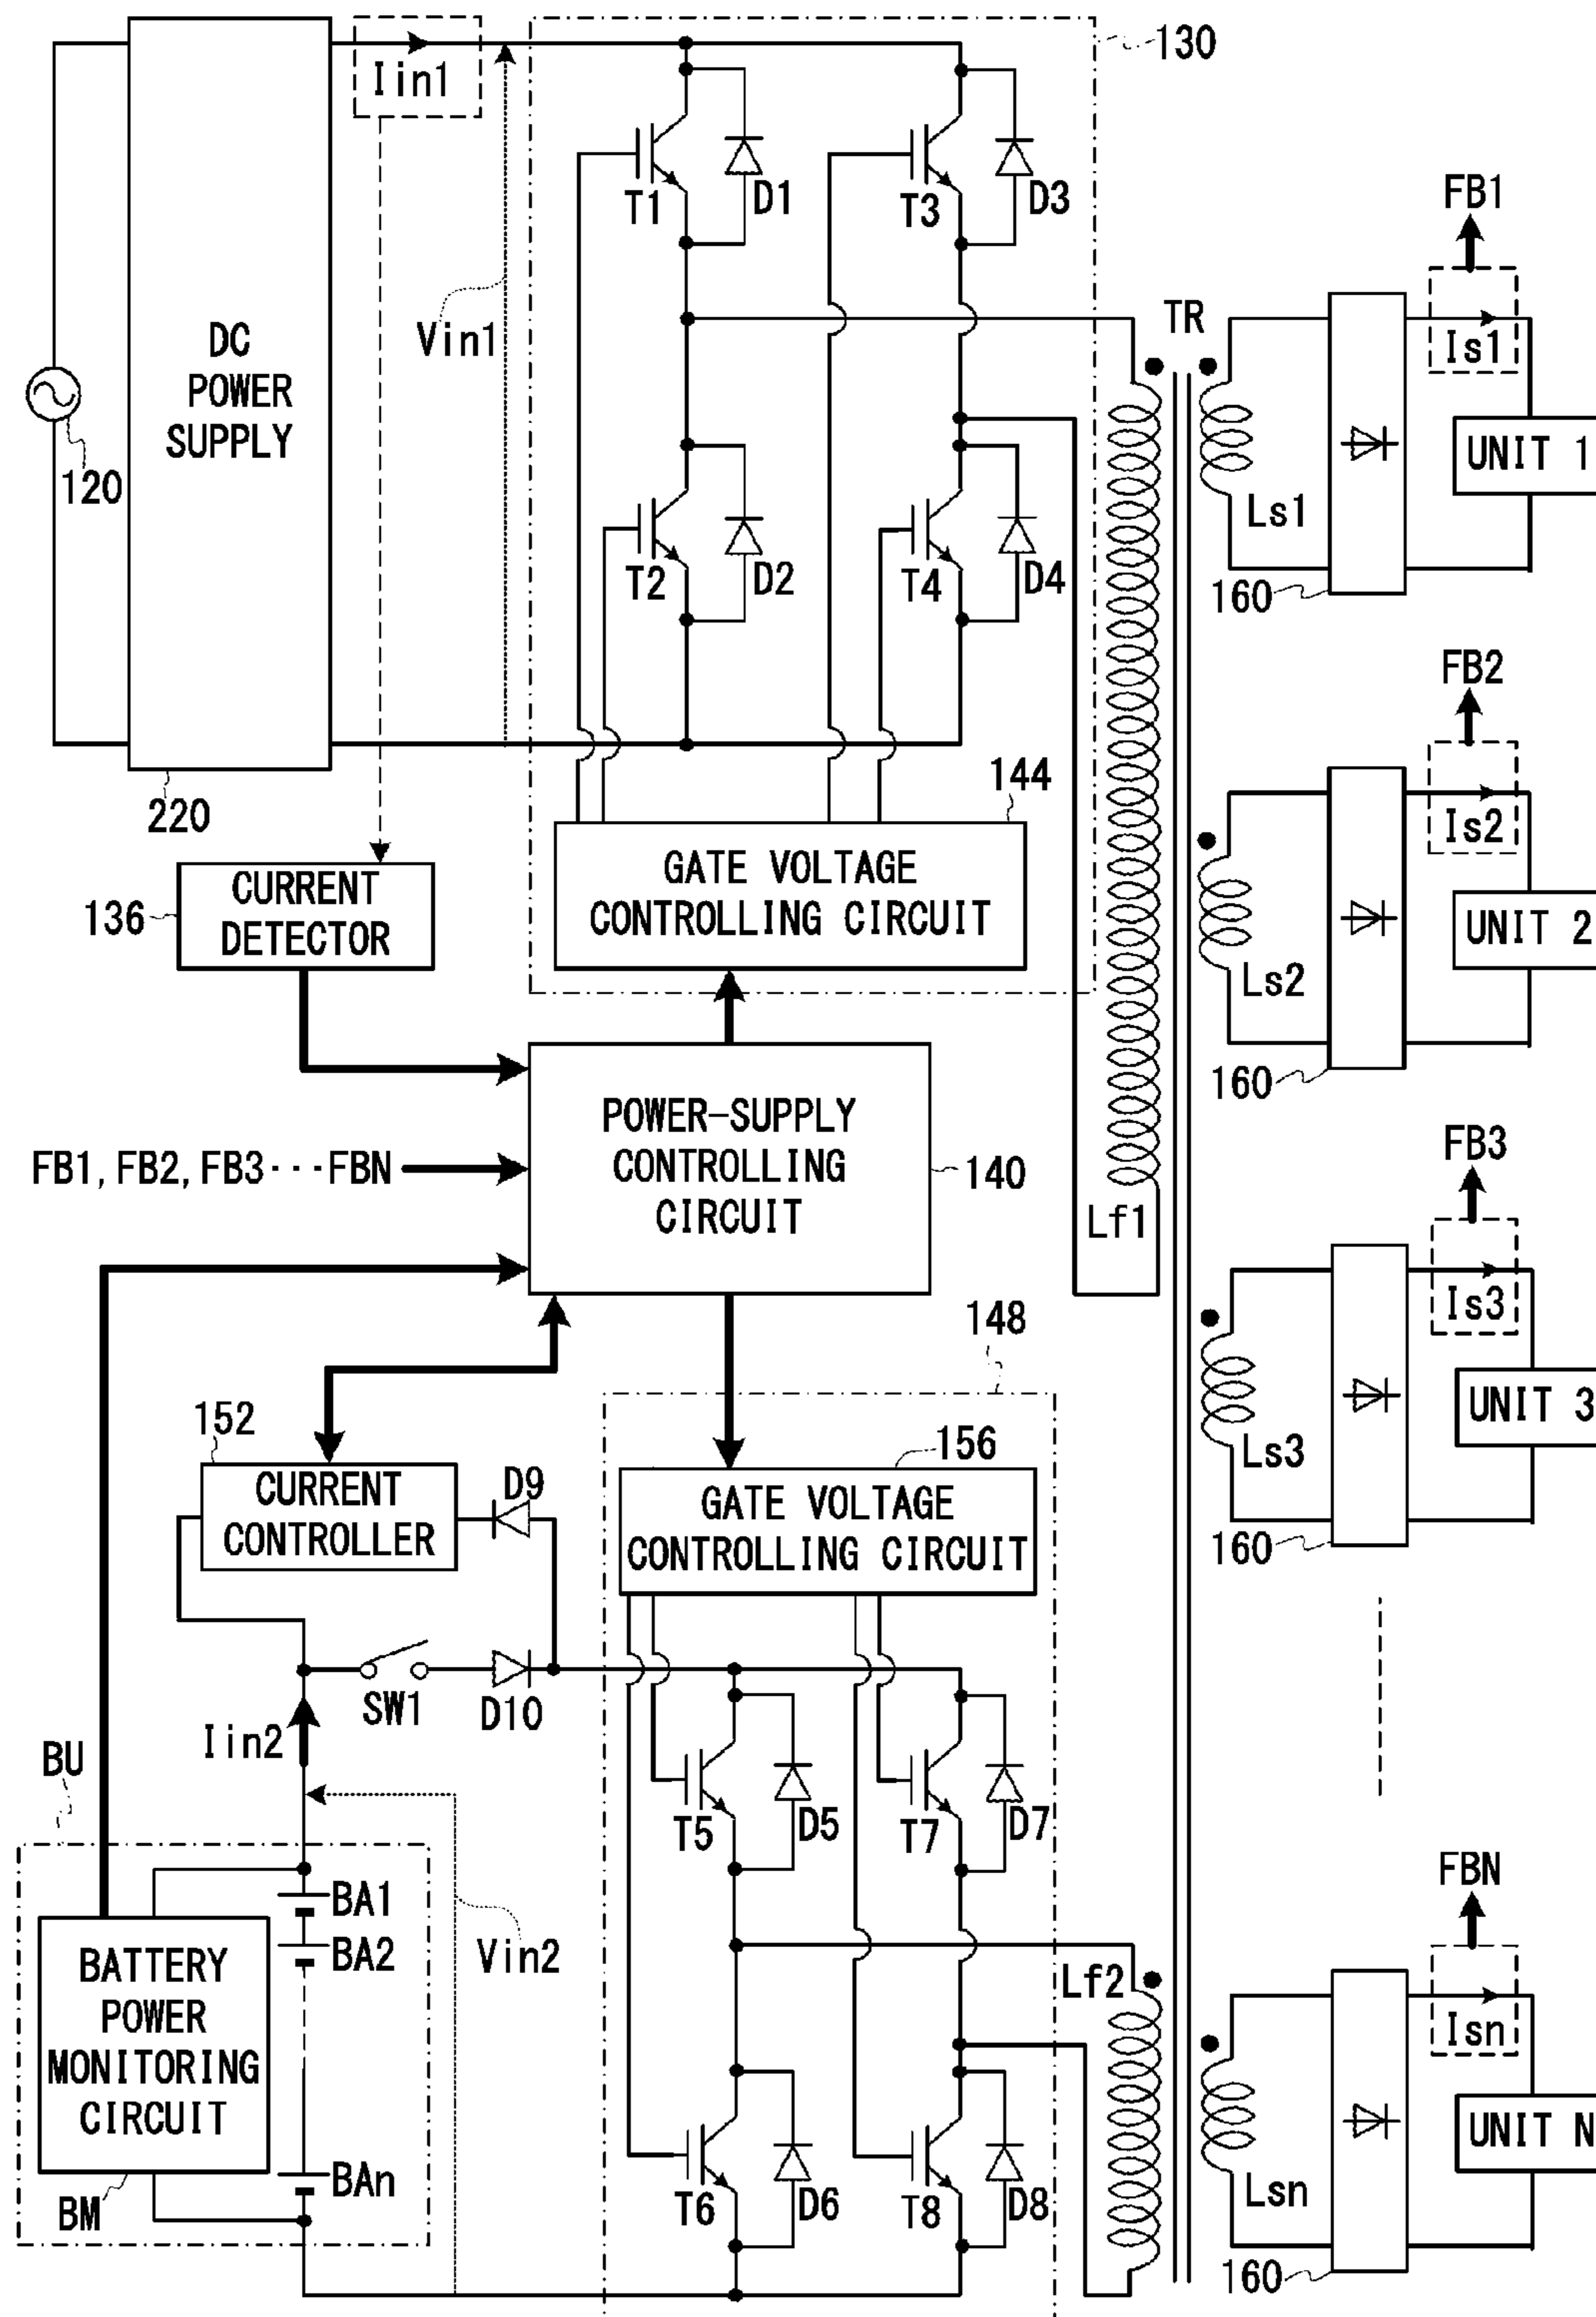 130
Iin1
T1
D1
T3
D3
FB1
DC
POWER
SUPPLY
Vin1
TR
Is1
120
UNIT 1
Ls1
T2
D2
T4
D4
160
FB2
220
144
Is2
CURRENT
DETECTOR
136
GATE VOLTAGE
CONTROLLING CIRCUIT
UNIT 2
Ls2
160
POWER-SUPPLY
CONTROLLING
CIRCUIT
FB1, FB2, FB3···FBN
140
FB3
Lf1
Is3
148
152
156
UNIT 3
Ls3
CURRENT
CONTROLLER
D9
GATE VOLTAGE
CONTROLLING CIRCUIT
160
SW1
D10
Iin2
BU
T5
D5
T7
D7
BA1
BA2
FBN
Vin2
BATTERY
POWER
MONITORING
CIRCUIT
Lf2
Isn
UNIT N
BAn
BM
T6
D6
T8
D8
Lsn
160